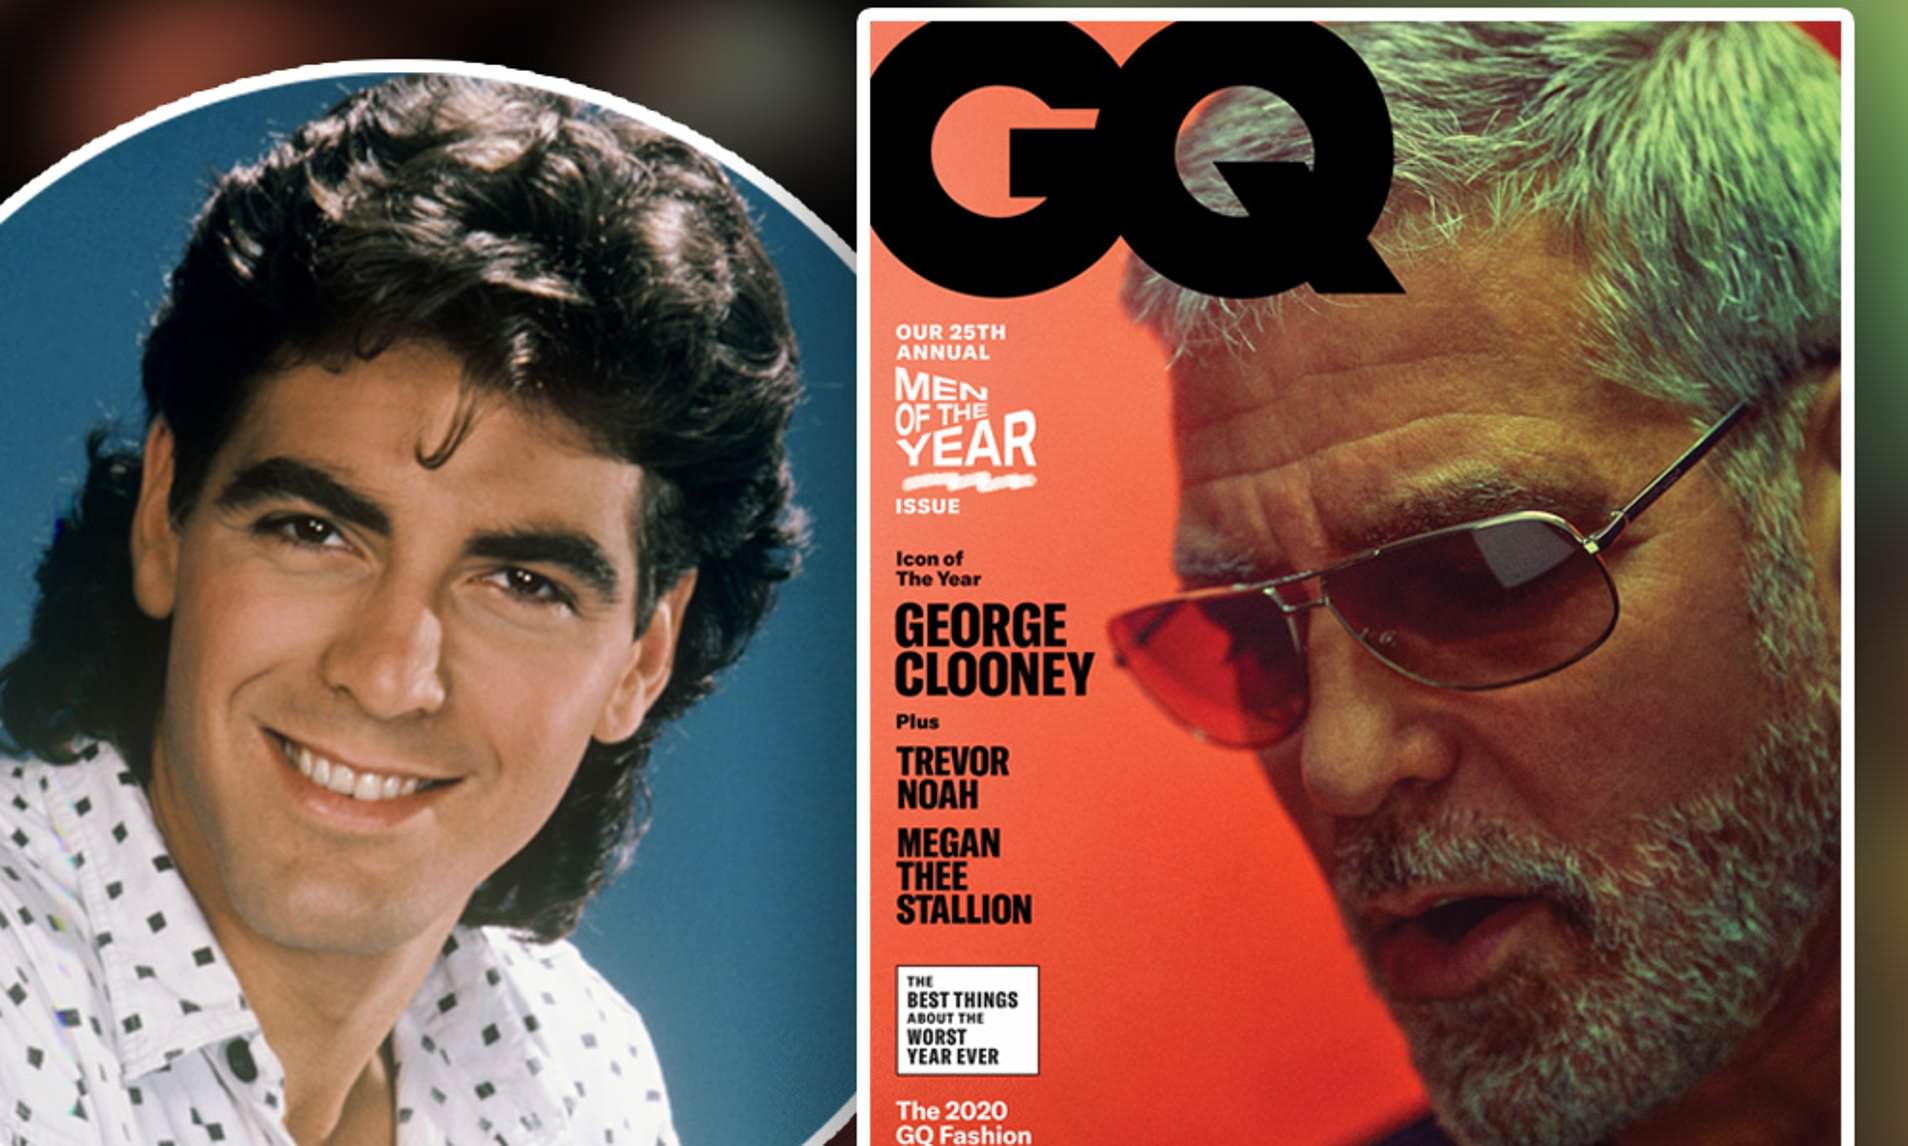 GQ
OUR 25TH
ANNUAL
MEN
OF THE
YEAR
ISSUE
Icon of
The Year
GEORGE
CLOONEY
Plus
TREVOR
NOAH
MEGAN
THEE
STALLION
THE
BEST THINGS
ABOUT THE
WORST
YEAR EVER
The 2020
GQ Fashion